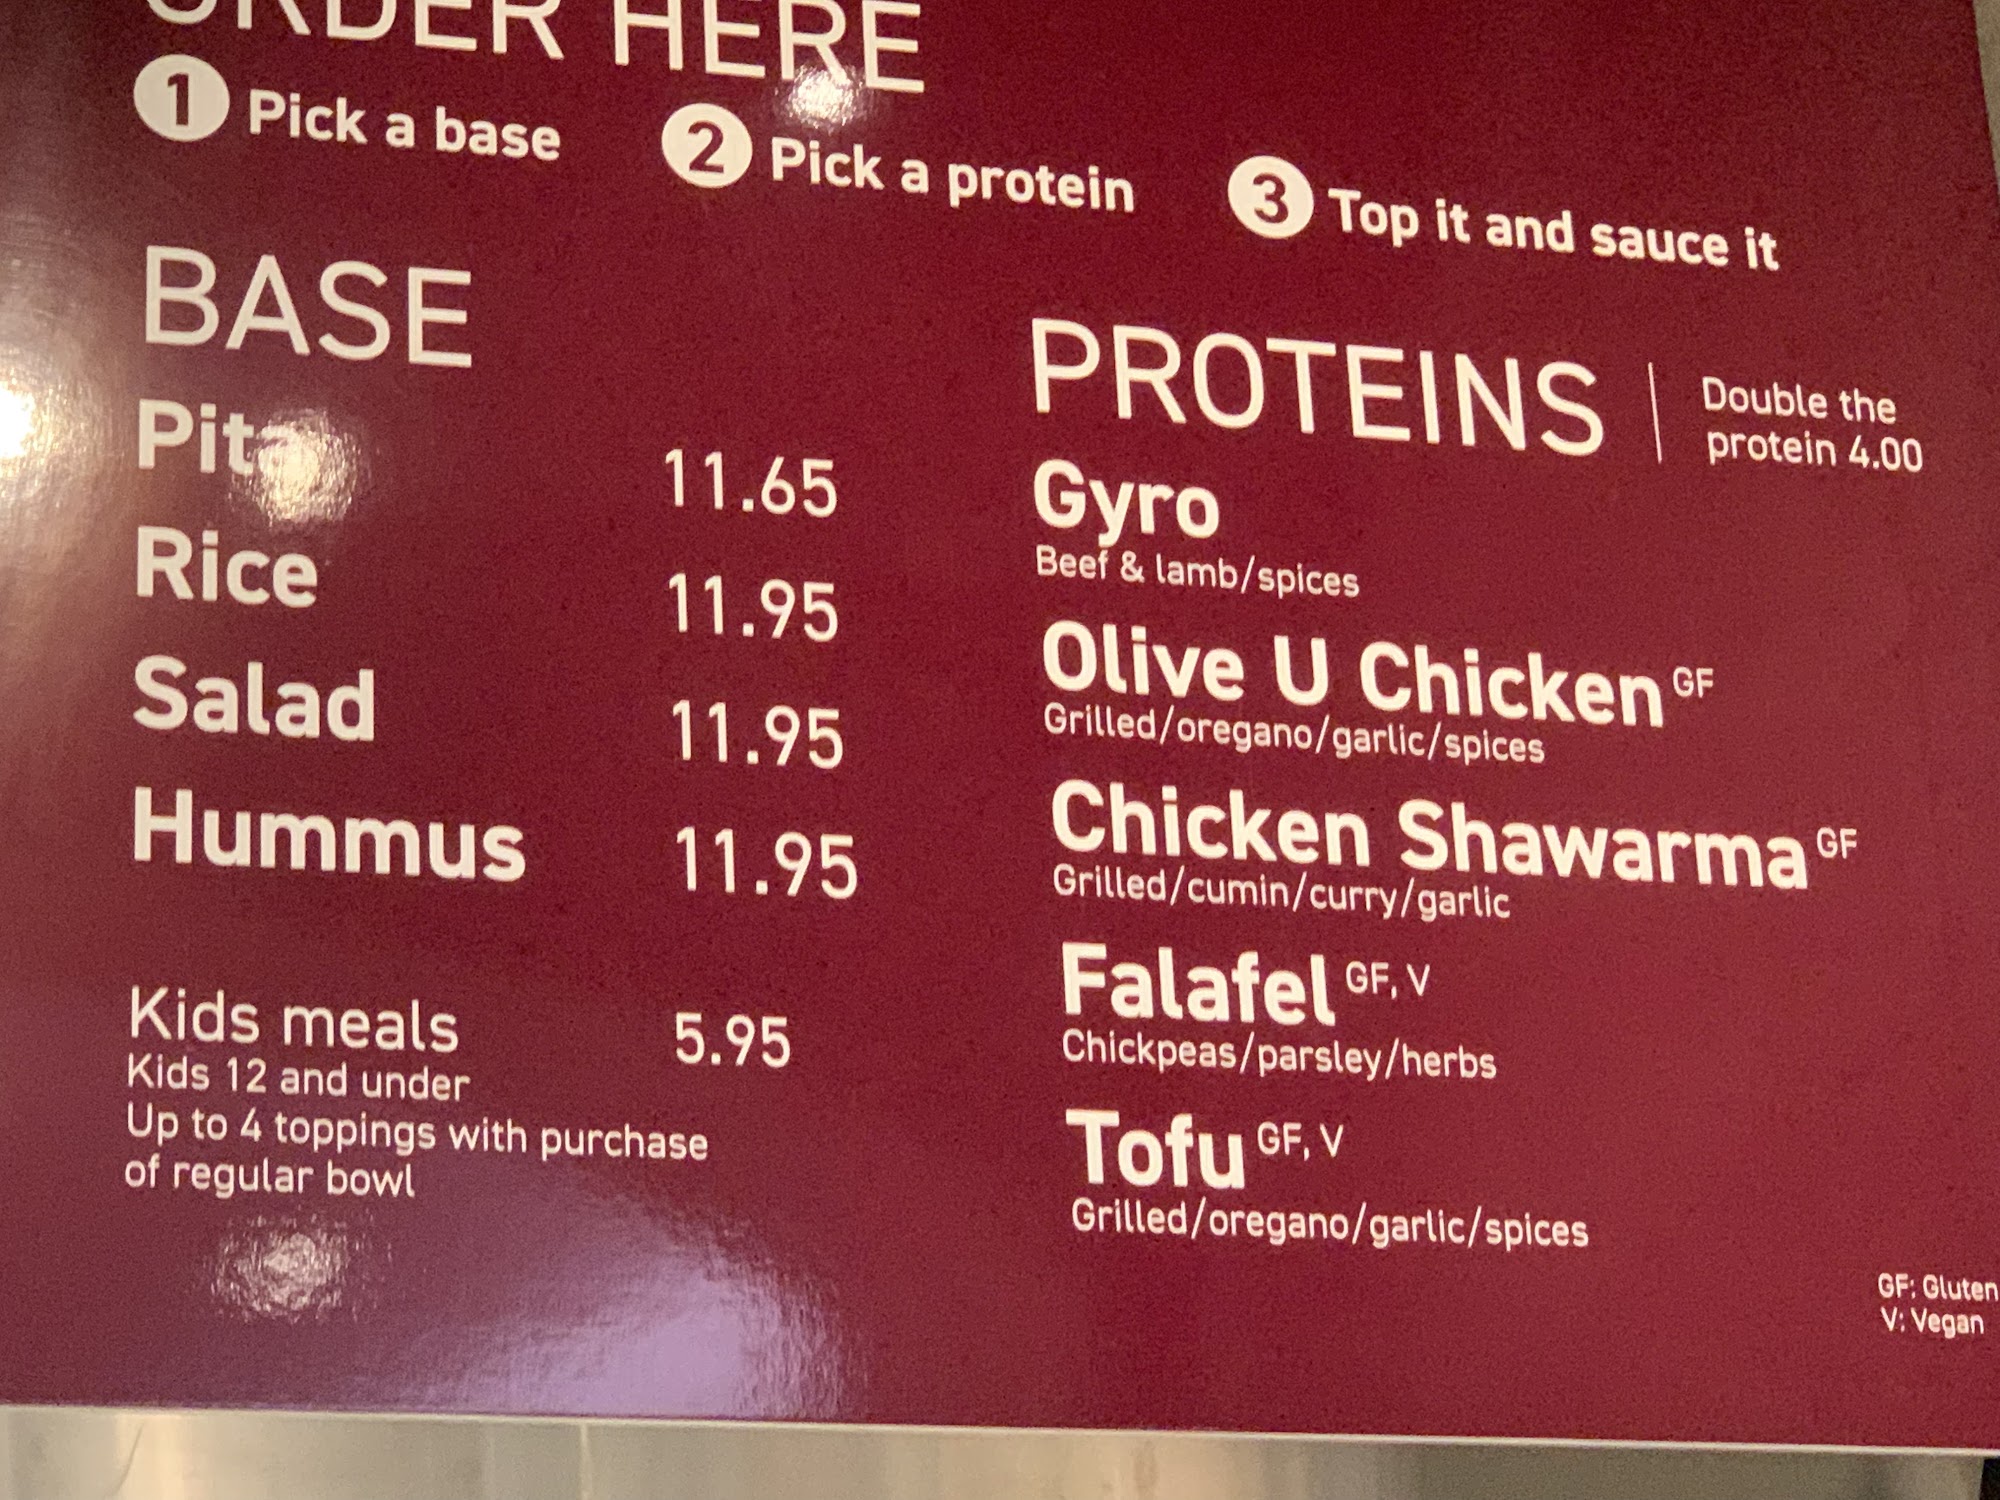 ORDER HERE
1 Pick a base
2 Pick a protein
3 Top it and sauce it
BASE
Pita 11.65
Rice 11.95
Salad 11.95
Hummus 11.95
Kids meals 5.95
Kids 12 and under
Up to 4 toppings with purchase
of regular bowl
PROTEINS
Double the
protein 4.00
Gyro
Beef & lamb/spices
Olive U Chicken GF
Grilled/oregano/garlic/spices
Chicken Shawarma GF
Grilled/cumin/curry/garlic
Falafel GF, V
Chickpeas/parsley/herbs
Tofu GF, V
Grilled/oregano/garlic/spices
GF: Gluten
V: Vegan